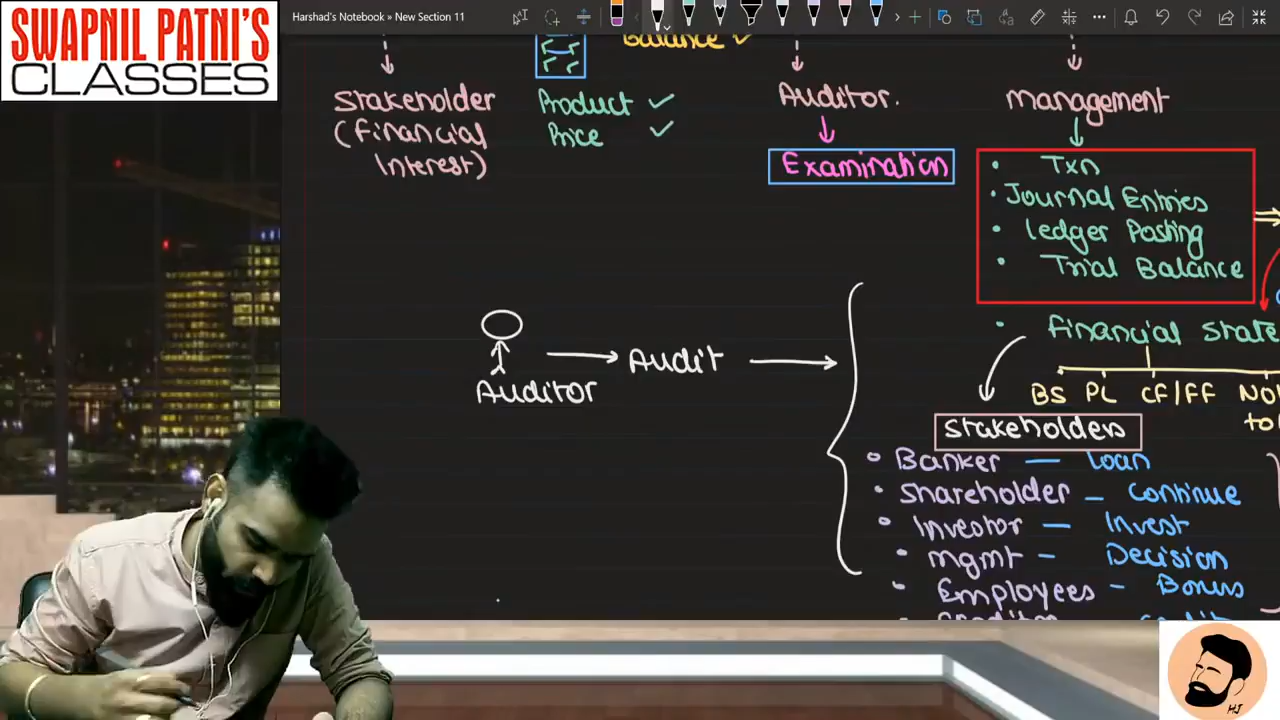 SWAPNIL PATNI'S
CLASSES
Harshad's Notebook » New Section 11
Balance ✓
Stakeholder
(Financial
Interest)
Product ✓
Price ✓
Auditor.
Examination
Management
• Txn
• Journal Entries
• Ledger Posting
• Trial Balance
• Financial State
BS PL CF/FF
Auditor
Audit
Stakeholders
• Banker — Loan
• Shareholder — Continue
• Investor — Invest
• Mgmt — Decision
• Employees — Bonus
HJ